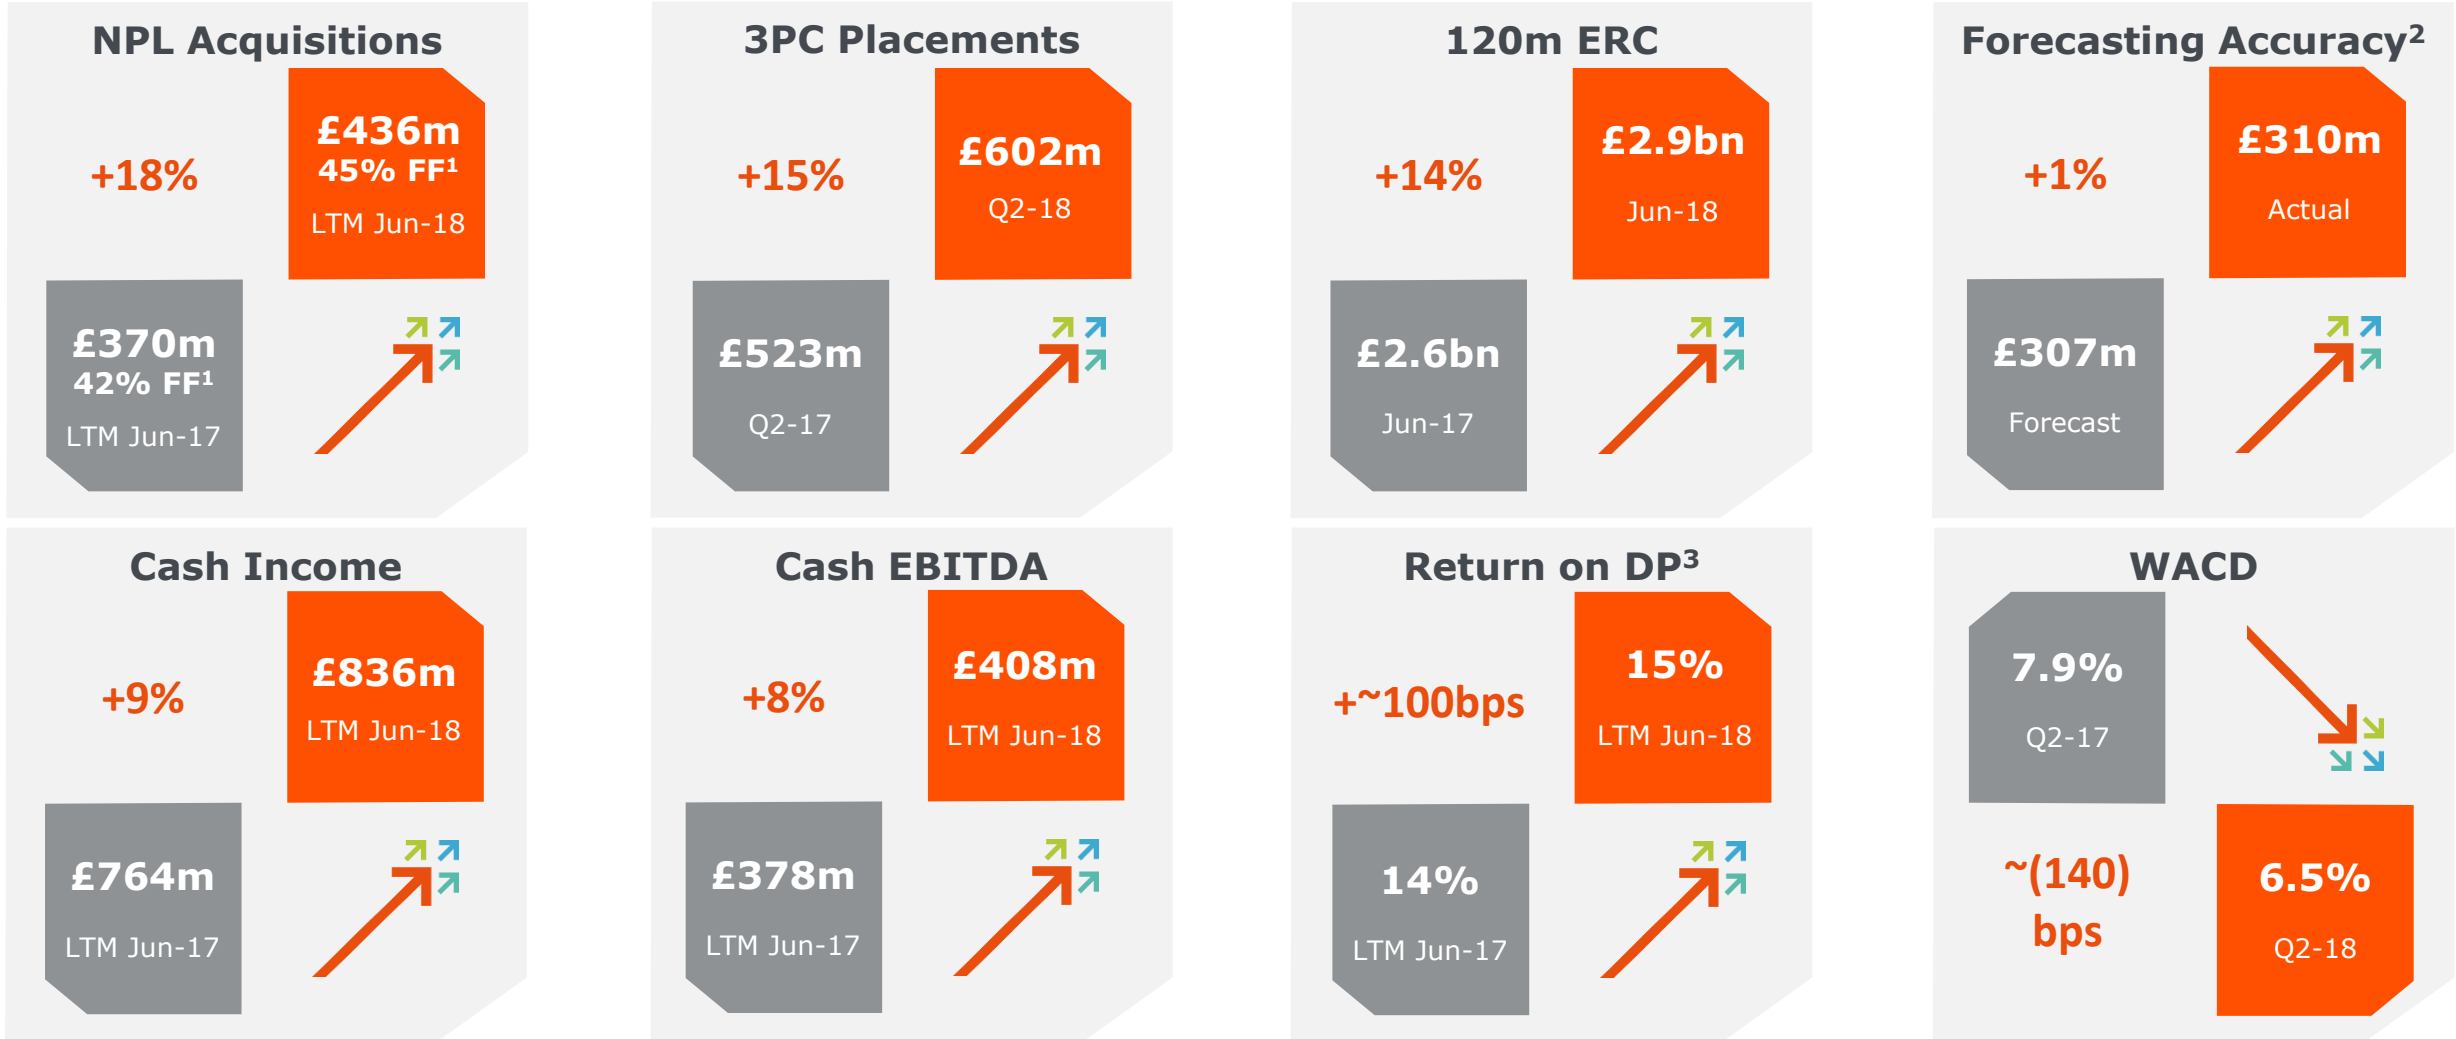 NPL Acquisitions
+18%
£436m
45% FF¹
LTM Jun-18
£370m
42% FF¹
LTM Jun-17
3PC Placements
+15%
£602m
Q2-18
£523m
Q2-17
120m ERC
+14%
£2.9bn
Jun-18
£2.6bn
Jun-17
Forecasting Accuracy²
+1%
£310m
Actual
£307m
Forecast
Cash Income
+9%
£836m
LTM Jun-18
£764m
LTM Jun-17
Cash EBITDA
+8%
£408m
LTM Jun-18
£378m
LTM Jun-17
Return on DP³
+~100bps
15%
LTM Jun-18
14%
LTM Jun-17
WACD
7.9%
Q2-17
~(140)
bps
6.5%
Q2-18